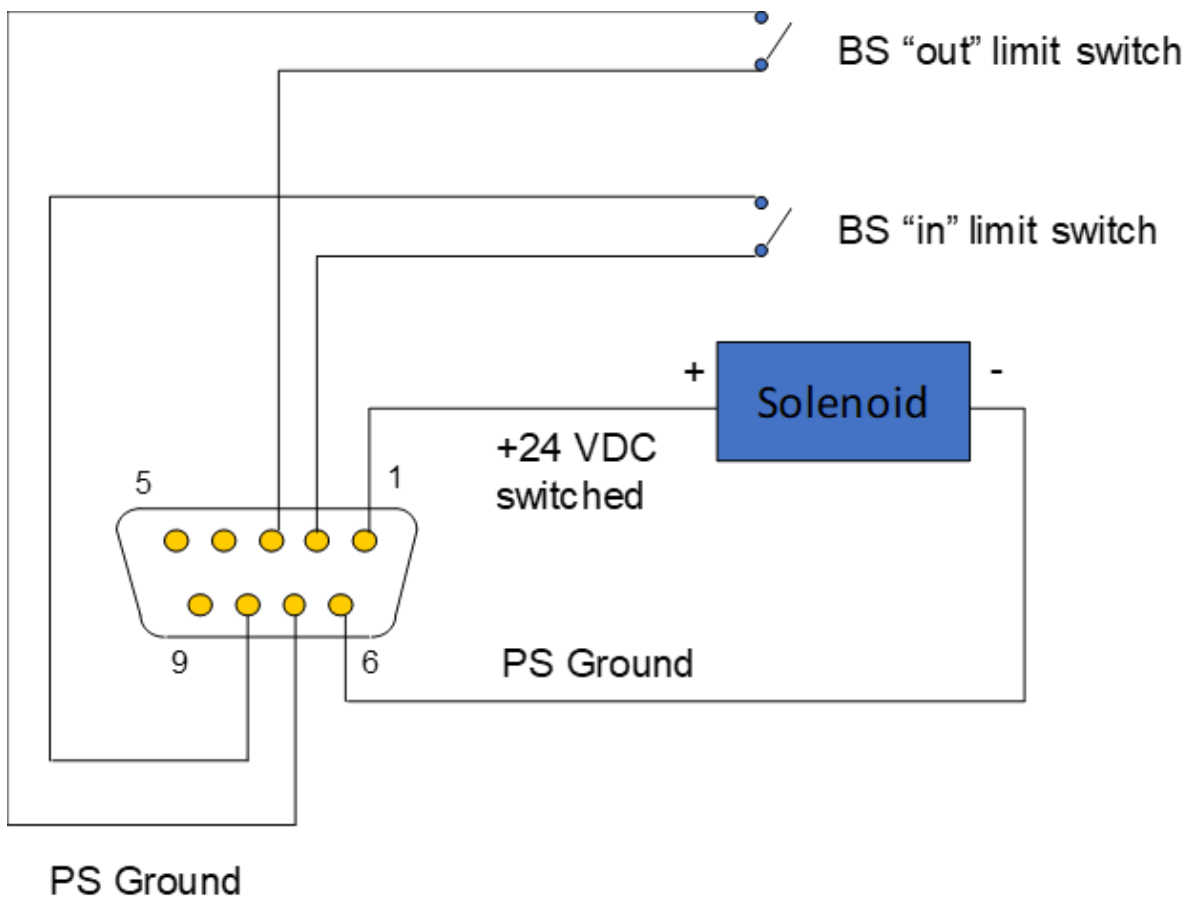 BS “out” limit switch
BS “in” limit switch
+ -
Solenoid
+24 VDC
switched
5 1
9 6
PS Ground
PS Ground